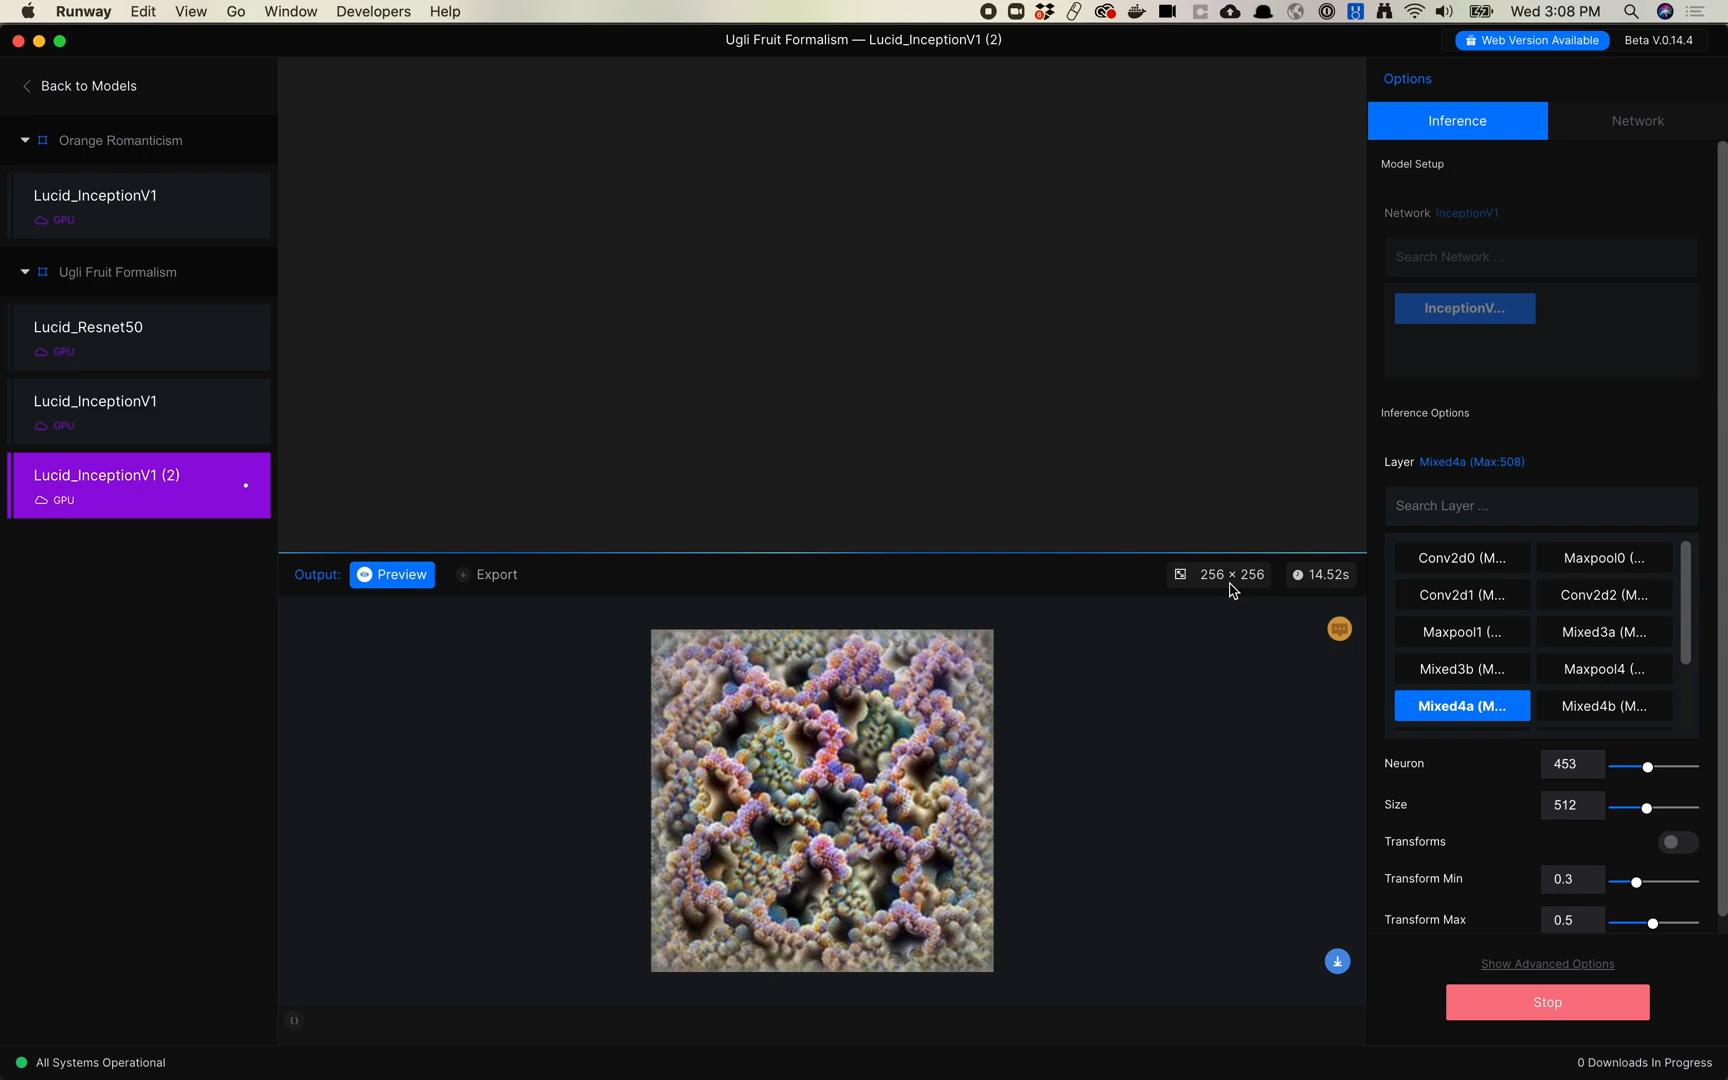 Runway Edit View Go Window Developers Help
Wed 3:08 PM
Ugli Fruit Formalism — Lucid_InceptionV1 (2)
Web Version Available
Beta V.0.14.4
Back to Models
Orange Romanticism
Lucid_InceptionV1
GPU
Ugli Fruit Formalism
Lucid_Resnet50
GPU
Lucid_InceptionV1
GPU
Lucid_InceptionV1 (2)
GPU
Output: Preview Export
256 × 256
14.52s
Options
Inference Network
Model Setup
Network InceptionV1
Search Network ...
InceptionV...
Inference Options
Layer Mixed4a (Max:508)
Search Layer ...
Conv2d0 (M... Maxpool0 (...
Conv2d1 (M... Conv2d2 (M...
Maxpool1 (... Mixed3a (M...
Mixed3b (M... Maxpool4 (...
Mixed4a (M... Mixed4b (M...
Neuron 453
Size 512
Transforms
Transform Min 0.3
Transform Max 0.5
Show Advanced Options
Stop
{}
All Systems Operational
0 Downloads In Progress